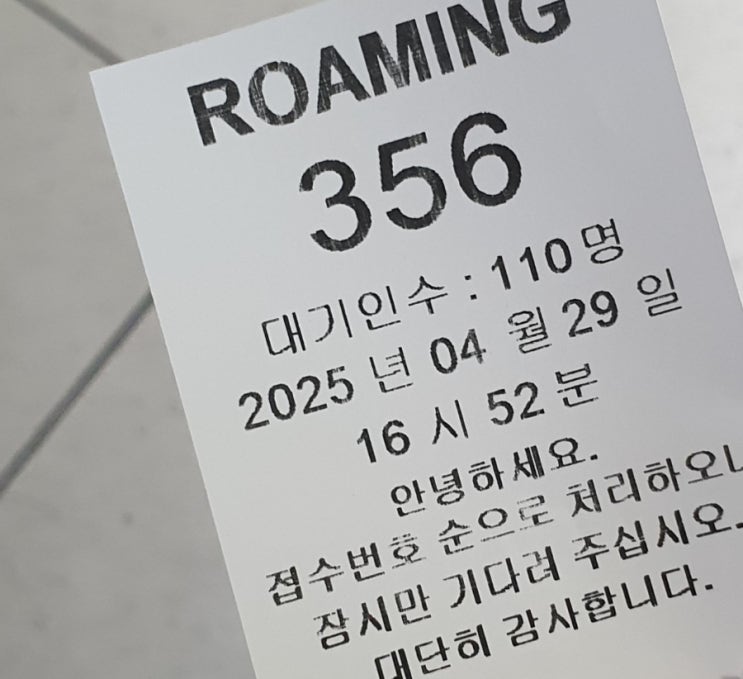 ROAMING
356
대기인수 : 110 명
2025 년 04 월 29 일
16 시 52 분
안녕하세요.
접수번호 순으로 처리하오니
잠시만 기다려 주십시오.
대단히 감사합니다.